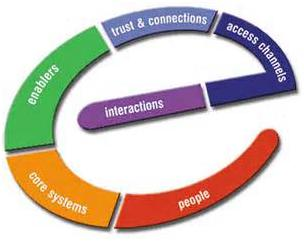 trust & connections
access channels
enablers
interactions
core systems
people